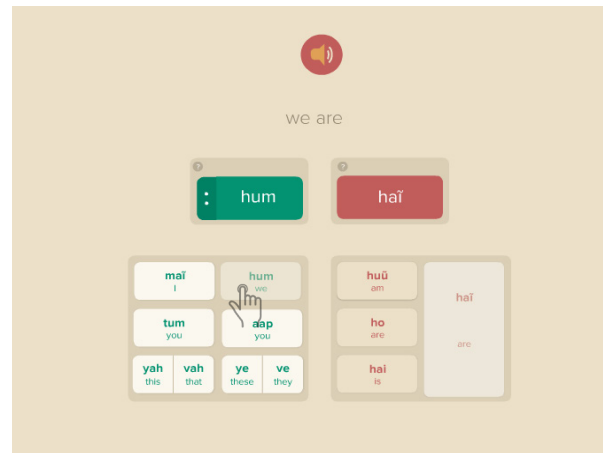 we are
? ?
hum haĩ
maĩ hum huũ
I we am
haĩ
tum aap ho
you you are
are
yah vah ye ve hai
this that these they is